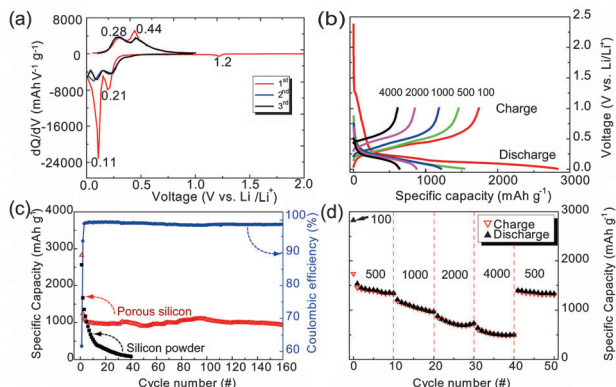 (a)
8000
0
-8000
-16000
-24000
dQ/dV (mAhV⁻¹ g⁻¹)
0.28
0.44
1.2
0.21
0.11
1st
2nd
3rd
0.0
0.5
1.0
1.5
2.0
Voltage (V vs. Li /Li⁺)
(b)
4000 2000 1000 500 100
Charge
Discharge
2.5
2.0
1.5
1.0
0.5
0.0
Voltage (V vs. Li/Li⁺)
0
1000
2000
3000
Specific capacity (mAh g⁻¹)
(c)
4000
3000
2000
1000
0
Specific Capacity (mAh g⁻¹)
Porous silicon
Silicon powder
100
90
80
70
60
Coulombic efficiency (%)
0 20 40 60 80 100 120 140 160
Cycle number (#)
(d)
100
Charge
Discharge
500
1000
2000
4000
500
3000
2000
1000
0
Specific Capacity (mAh g⁻¹)
0
10
20
30
40
50
Cycle number (#)